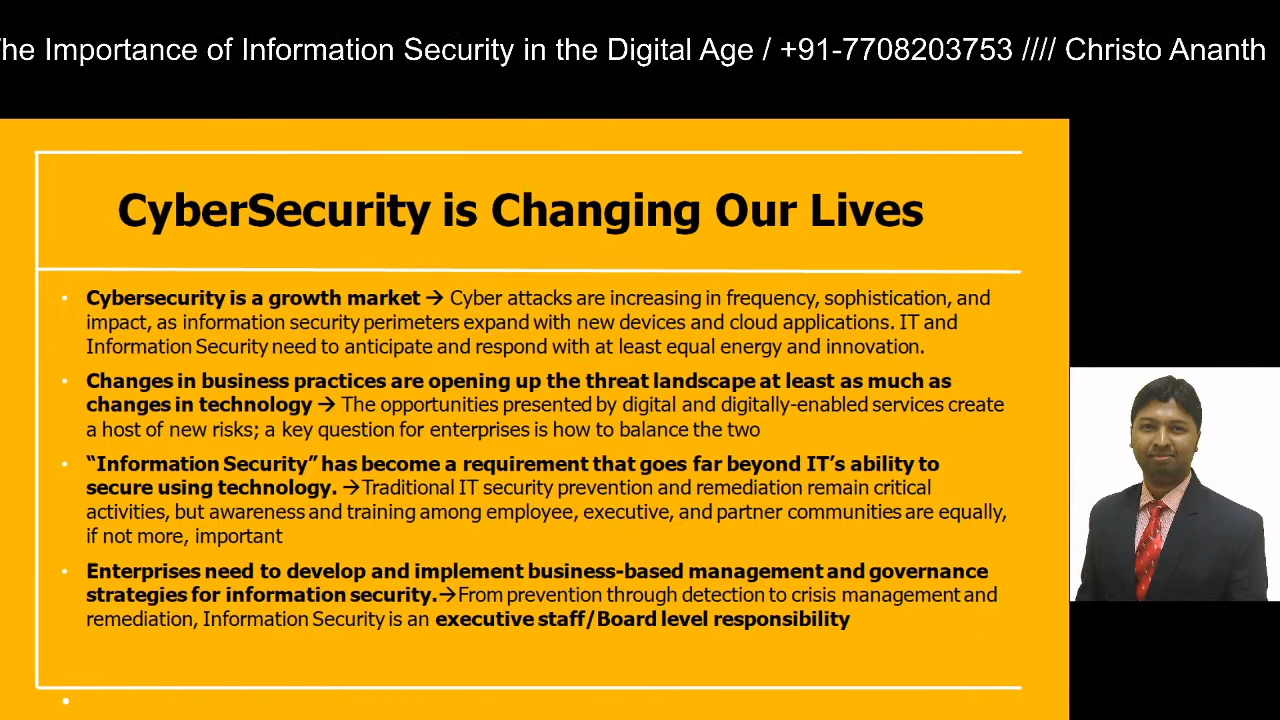 he Importance of Information Security in the Digital Age / +91-7708203753 //// Christo Ananth
CyberSecurity is Changing Our Lives
• Cybersecurity is a growth market → Cyber attacks are increasing in frequency, sophistication, and
impact, as information security perimeters expand with new devices and cloud applications. IT and
Information Security need to anticipate and respond with at least equal energy and innovation.
• Changes in business practices are opening up the threat landscape at least as much as
changes in technology → The opportunities presented by digital and digitally-enabled services create
a host of new risks; a key question for enterprises is how to balance the two
• “Information Security” has become a requirement that goes far beyond IT’s ability to
secure using technology. →Traditional IT security prevention and remediation remain critical
activities, but awareness and training among employee, executive, and partner communities are equally,
if not more, important
• Enterprises need to develop and implement business-based management and governance
strategies for information security.→From prevention through detection to crisis management and
remediation, Information Security is an executive staff/Board level responsibility
•